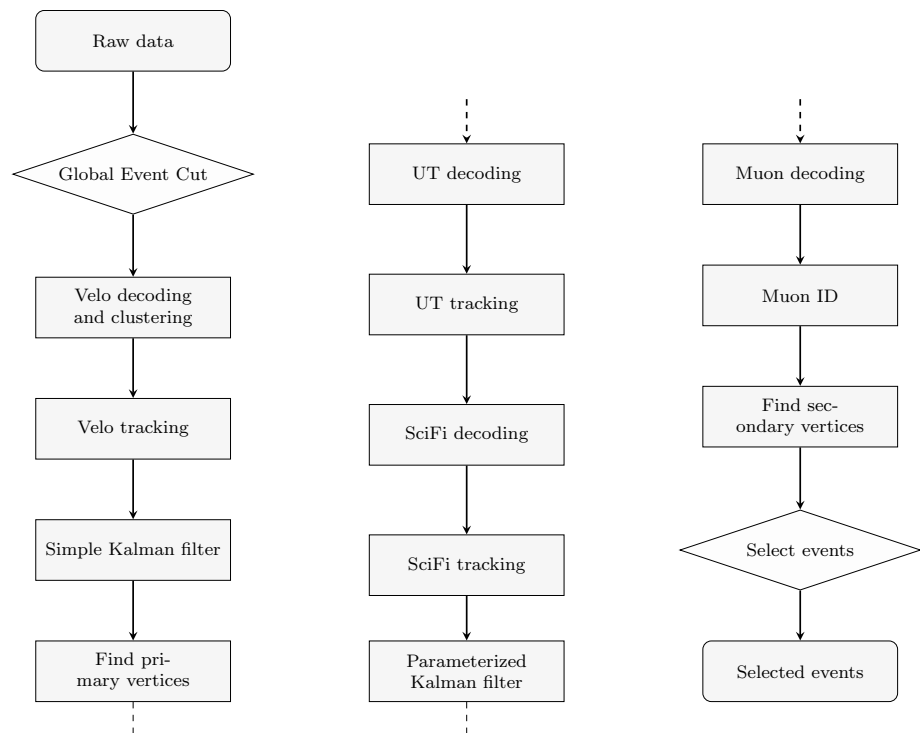 Raw data
Global Event Cut
Velo decoding
and clustering
Velo tracking
Simple Kalman filter
Find pri-
mary vertices
UT decoding
UT tracking
SciFi decoding
SciFi tracking
Parameterized
Kalman filter
Muon decoding
Muon ID
Find sec-
ondary vertices
Select events
Selected events